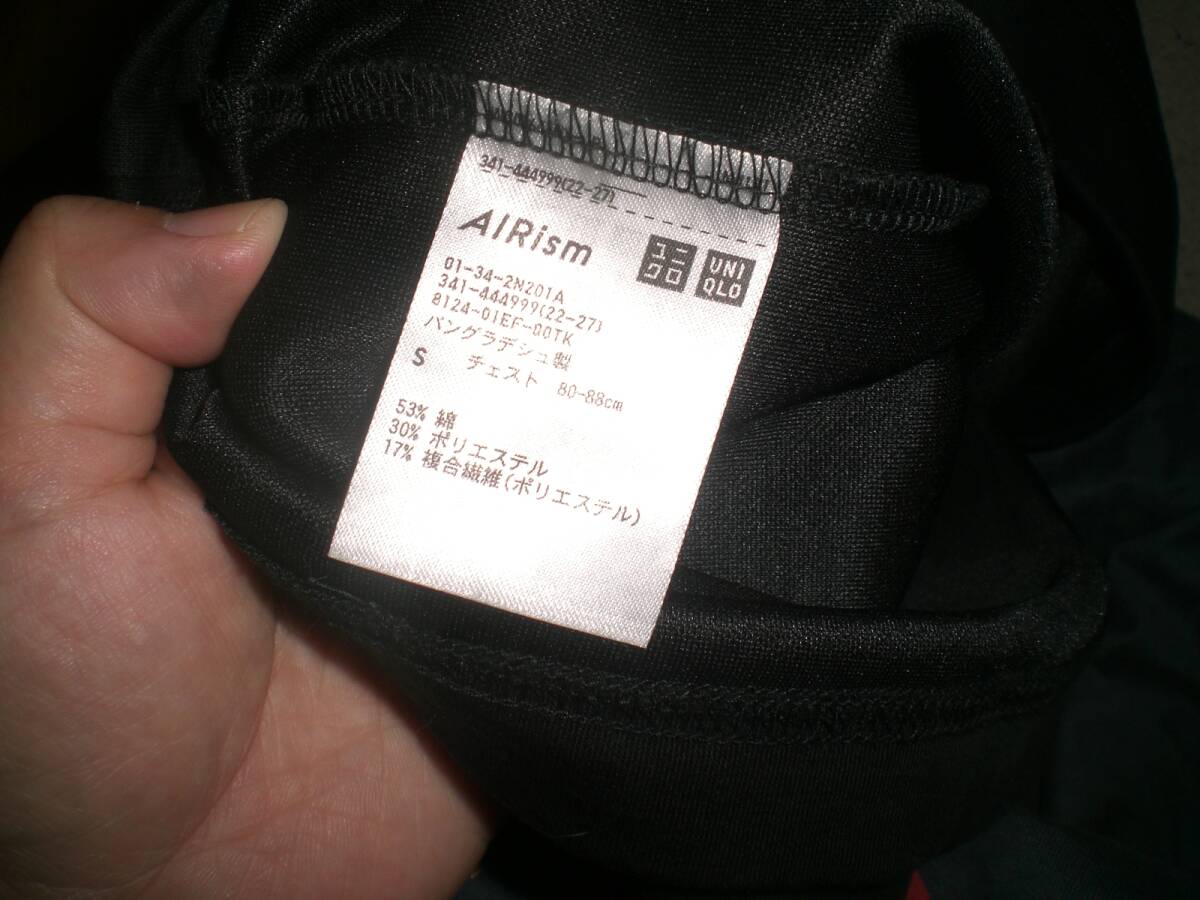 341-444999(22-27)
AIRism
ユニクロ
UNIQLO
01-34-2N201A
341-444999(22-27)
8124-01EF-00TK
バングラデシュ製
S チェスト 80-88cm
53% 綿
30% ポリエステル
17% 複合繊維(ポリエステル)